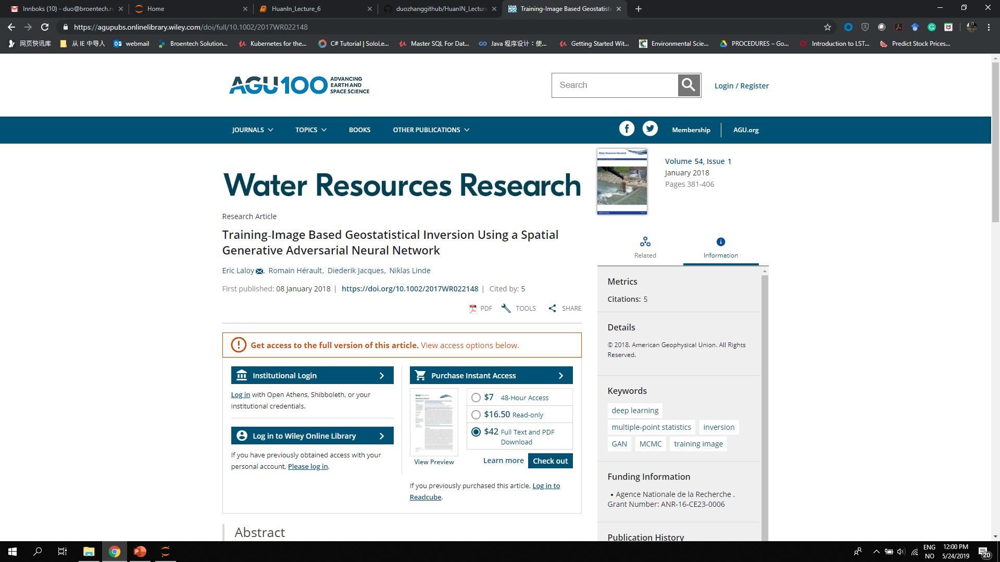 Innboks (10) - duo@broentech.n
Home
HuanIn_Lecture_6
duozhanggithub/HuanIN_Lecture
Training-Image Based Geostatisti
https://agupubs.onlinelibrary.wiley.com/doi/full/10.1002/2017WR022148
网页快讯库
从 IE 中导入
webmail
Broentech Solution...
Kubernetes for the...
C# Tutorial | SoloLe...
Master SQL For Dat...
Java 程序设计：使...
Getting Started Wit...
Environmental Scie...
PROCEDURES – Go...
Introduction to LST...
Predict Stock Prices...
AGU100
ADVANCING
EARTH AND
SPACE SCIENCE
Search
Login / Register
JOURNALS
TOPICS
BOOKS
OTHER PUBLICATIONS
Membership
AGU.org
Water Resources Research
Water Resources Research
Volume 54, Issue 1
January 2018
Pages 381-406
Research Article
Training-Image Based Geostatistical Inversion Using a Spatial
Generative Adversarial Neural Network
Eric Laloy, Romain Hérault, Diederik Jacques, Niklas Linde
First published: 08 January 2018 | https://doi.org/10.1002/2017WR022148 | Cited by: 5
PDF
TOOLS
SHARE
Get access to the full version of this article. View access options below.
Institutional Login
Log in with Open Athens, Shibboleth, or your
institutional credentials.
Log in to Wiley Online Library
If you have previously obtained access with your
personal account, Please log in.
Purchase Instant Access
View Preview
$7 48-Hour Access
$16.50 Read-only
$42 Full Text and PDF
Download
Learn more
Check out
If you previously purchased this article, Log in to
Readcube.
Abstract
Related
Information
Metrics
Citations: 5
Details
© 2018. American Geophysical Union. All Rights
Reserved.
Keywords
deep learning
multiple-point statistics
inversion
GAN
MCMC
training image
Funding Information
• Agence Nationale de la Recherche .
Grant Number: ANR-16-CE23-0006
Publication History
ENG
NO
12:00 PM
5/24/2019
20